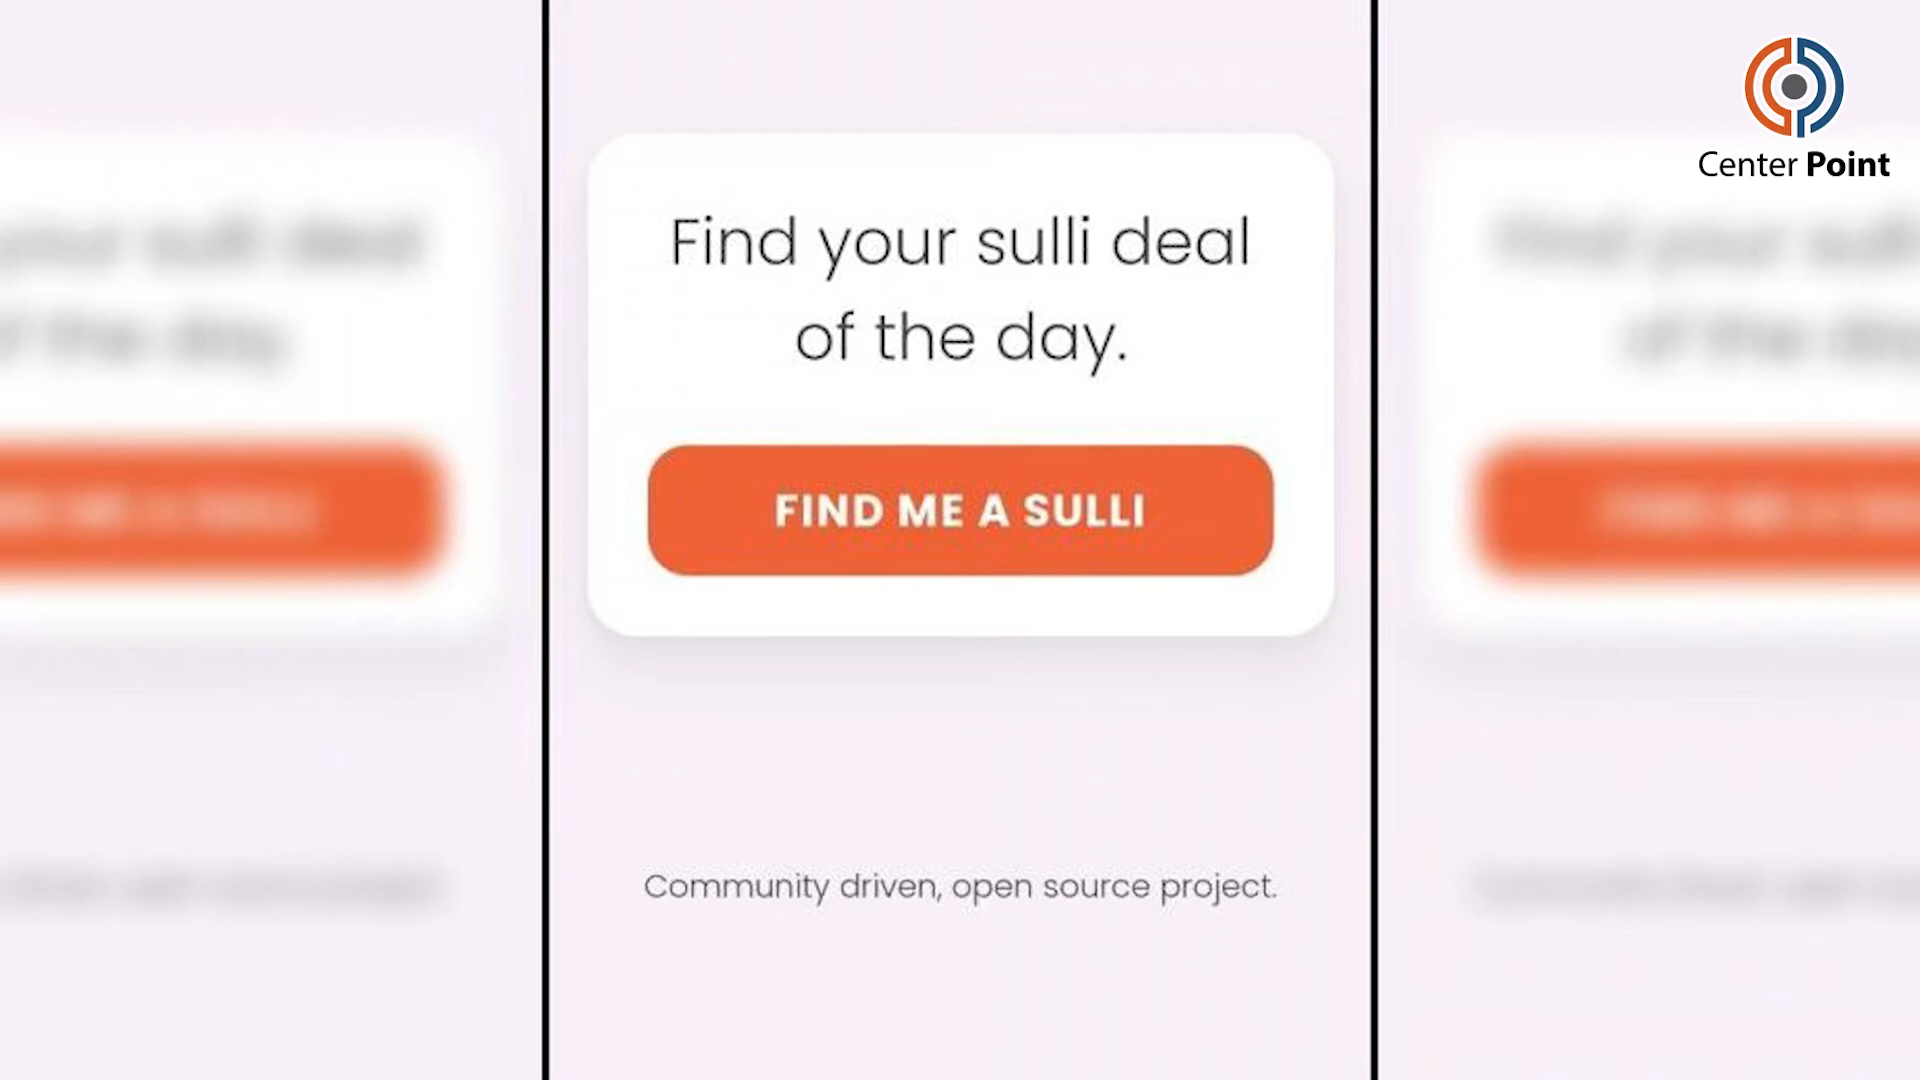 Center Point
Find your sulli deal
of the day.
FIND ME A SULLI
Community driven, open source project.